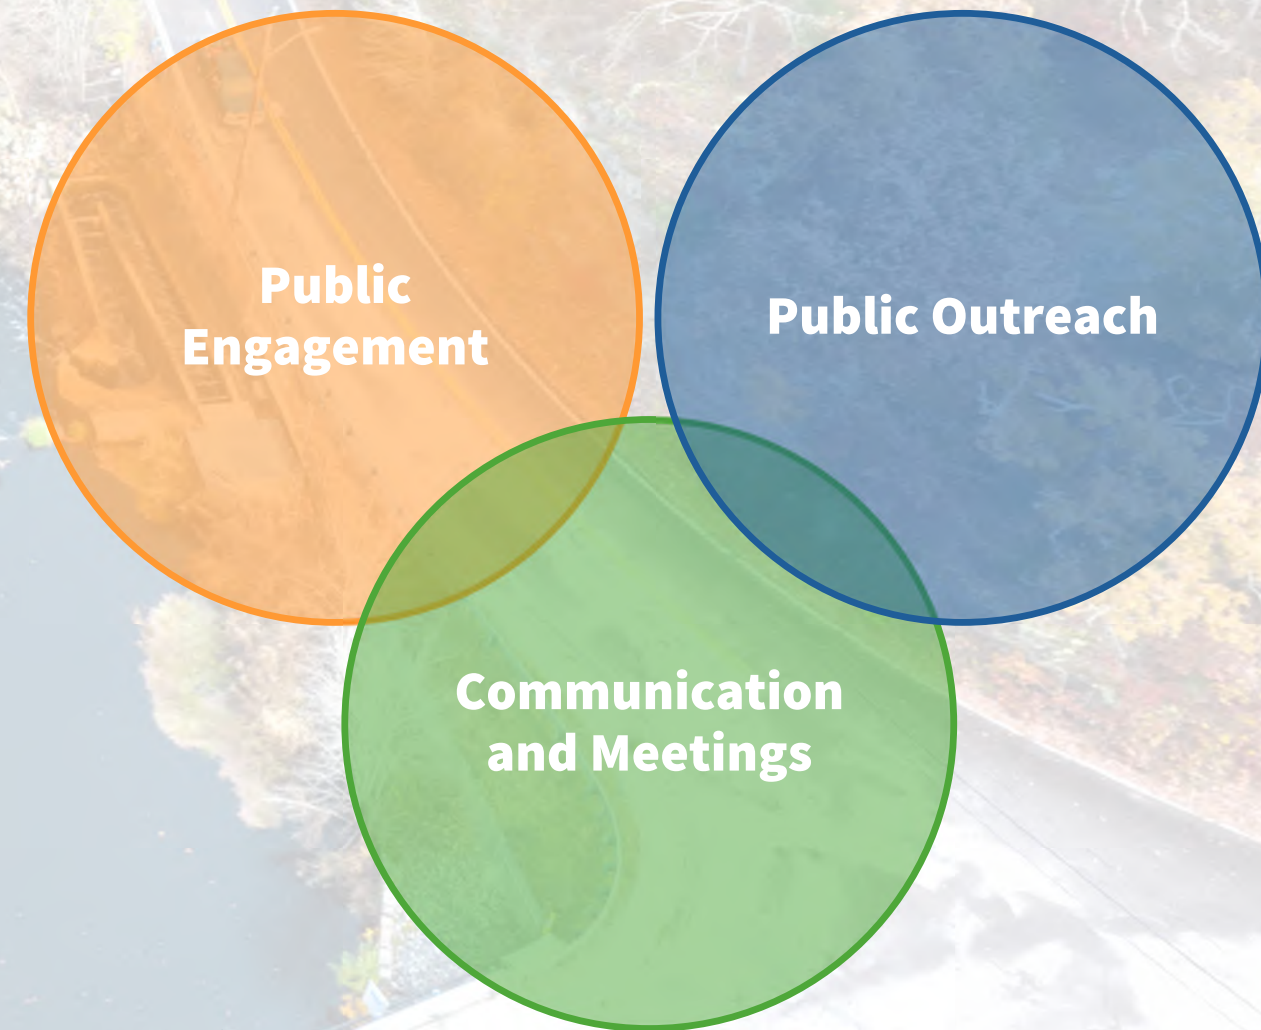 Public
Engagement
Public Outreach
Communication
and Meetings